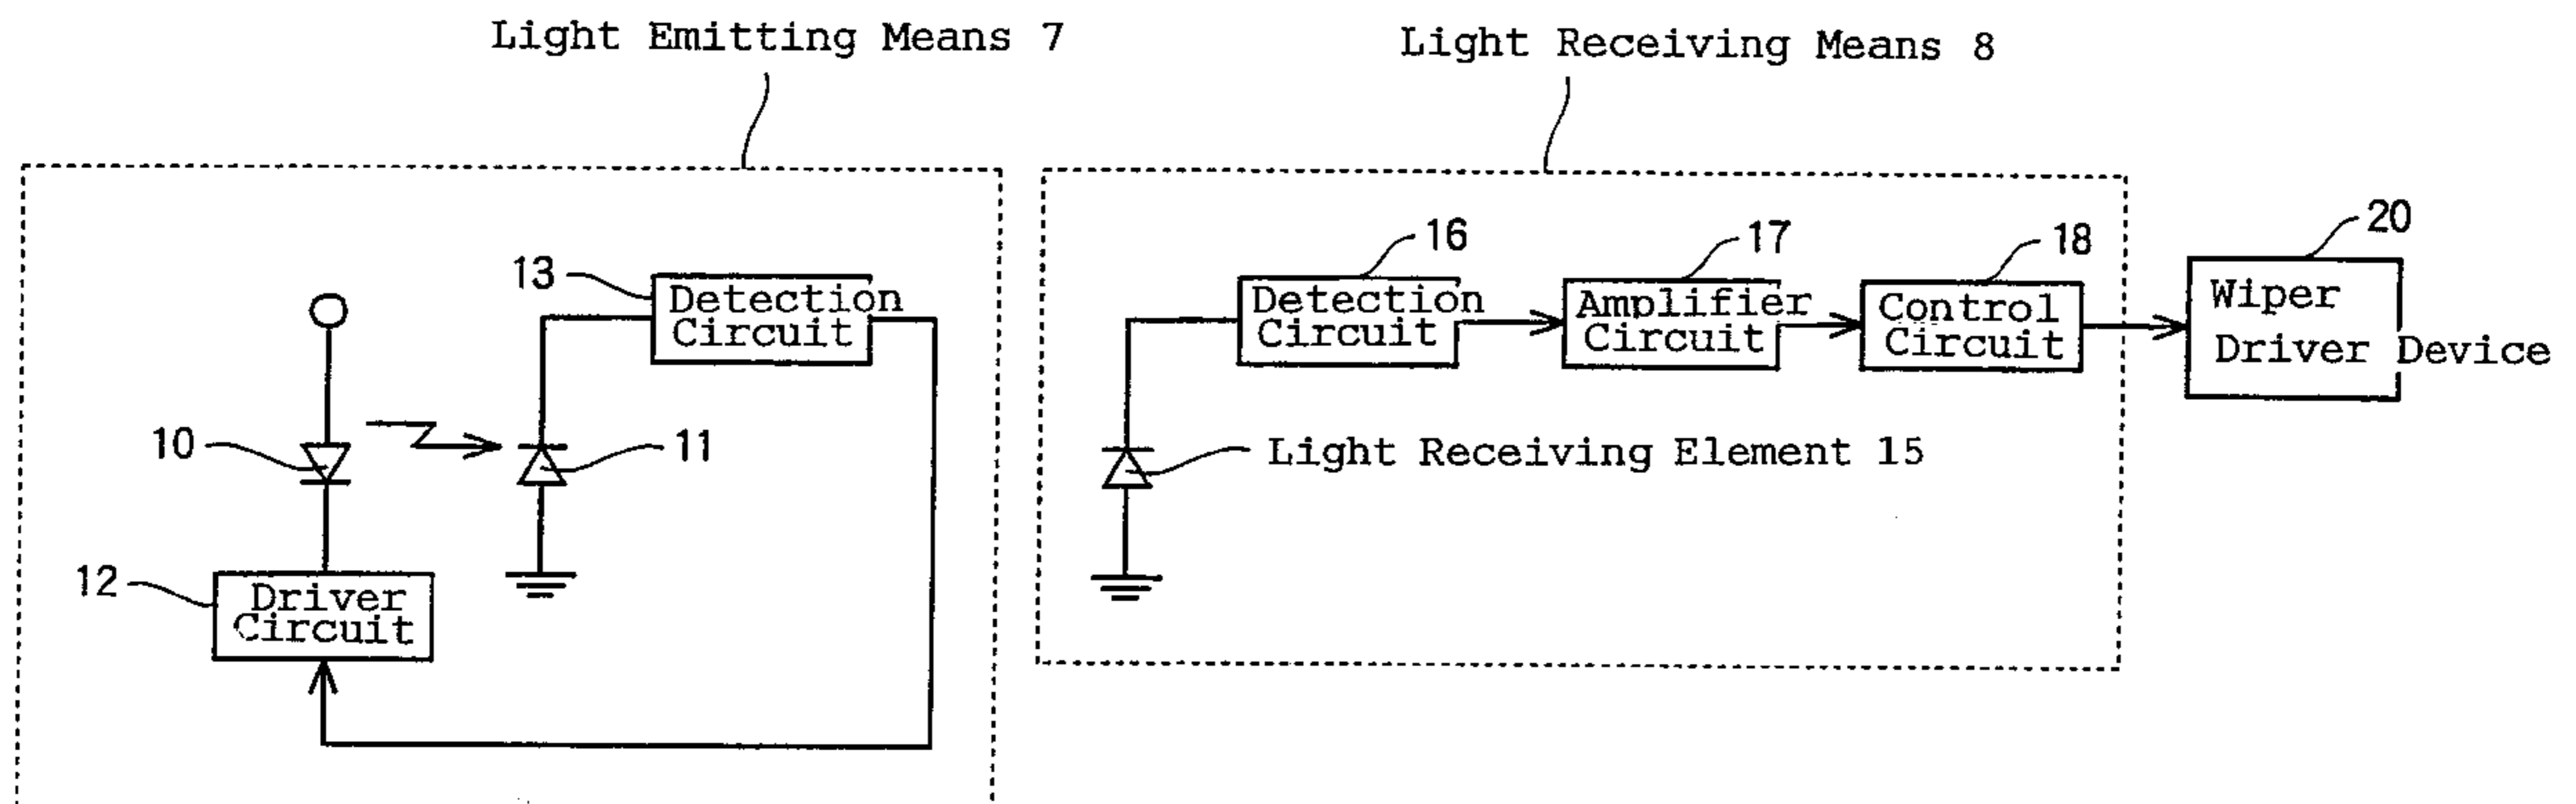 Light Emitting Means 7
Light Receiving Means 8
13
Detection
Circuit
10
11
12
Driver
Circuit
16
Detection
Circuit
17
Amplifier
Circuit
18
Control
Circuit
20
Wiper
Driver Device
Light Receiving Element 15